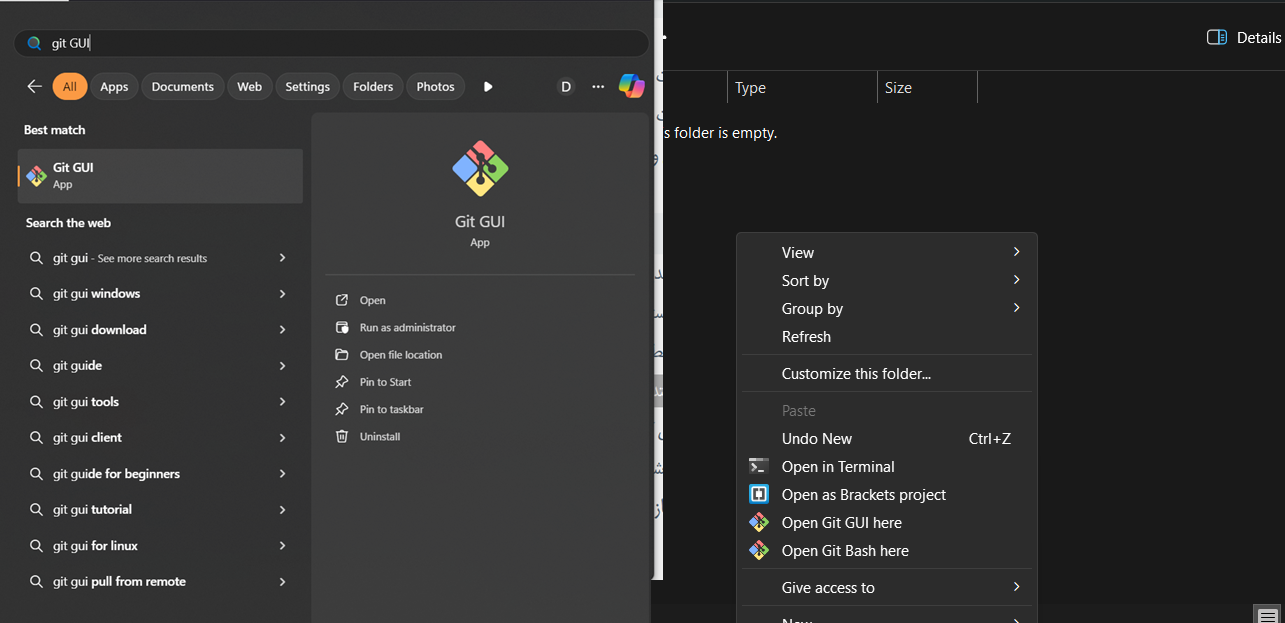 git GUI
All
Apps
Documents
Web
Settings
Folders
Photos
D
Best match
Git GUI
App
Search the web
git gui - See more search results
git gui windows
git gui download
git guide
git gui tools
git gui client
git guide for beginners
git gui tutorial
git gui for linux
git gui pull from remote
Git GUI
App
Open
Run as administrator
Open file location
Pin to Start
Pin to taskbar
Uninstall
Details
Type
Size
s folder is empty.
View
Sort by
Group by
Refresh
Customize this folder...
Paste
Undo New Ctrl+Z
Open in Terminal
Open as Brackets project
Open Git GUI here
Open Git Bash here
Give access to